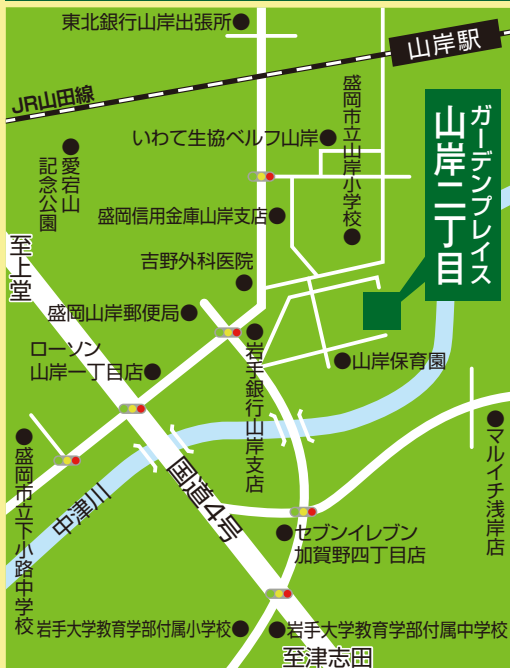 東北銀行山岸出張所
山岸駅
JR山田線
いわて生協ベルフ山岸
盛岡市立山岸小学校
ガーデンプレイス
山岸二丁目
愛宕山
記念公園
盛岡信用金庫山岸支店
至上堂
吉野外科医院
盛岡山岸郵便局
ローソン
山岸一丁目店
岩手銀行山岸支店
山岸保育園
盛岡市立下小路中学校
中津川
国道4号
マルイチ浅岸店
セブンイレブン
加賀野四丁目店
岩手大学教育学部付属小学校
岩手大学教育学部付属中学校
至津志田